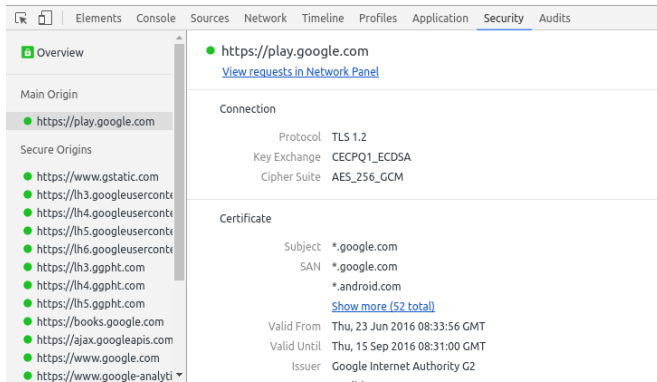 Elements Console Sources Network Timeline Profiles Application Security Audits
Overview
Main Origin
https://play.google.com
Secure Origins
https://www.gstatic.com
https://lh3.googleuserconte
https://lh4.googleuserconte
https://lh5.googleuserconte
https://lh6.googleuserconte
https://lh3.ggpht.com
https://lh4.ggpht.com
https://lh5.ggpht.com
https://books.google.com
https://ajax.googleapis.com
https://www.google.com
https://www.google-analyti
https://play.google.com
View requests in Network Panel
Connection
Protocol TLS 1.2
Key Exchange CECPQ1_ECDSA
Cipher Suite AES_256_GCM
Certificate
Subject *.google.com
SAN *.google.com
*.android.com
Show more (52 total)
Valid From Thu, 23 Jun 2016 08:33:56 GMT
Valid Until Thu, 15 Sep 2016 08:31:00 GMT
Issuer Google Internet Authority G2